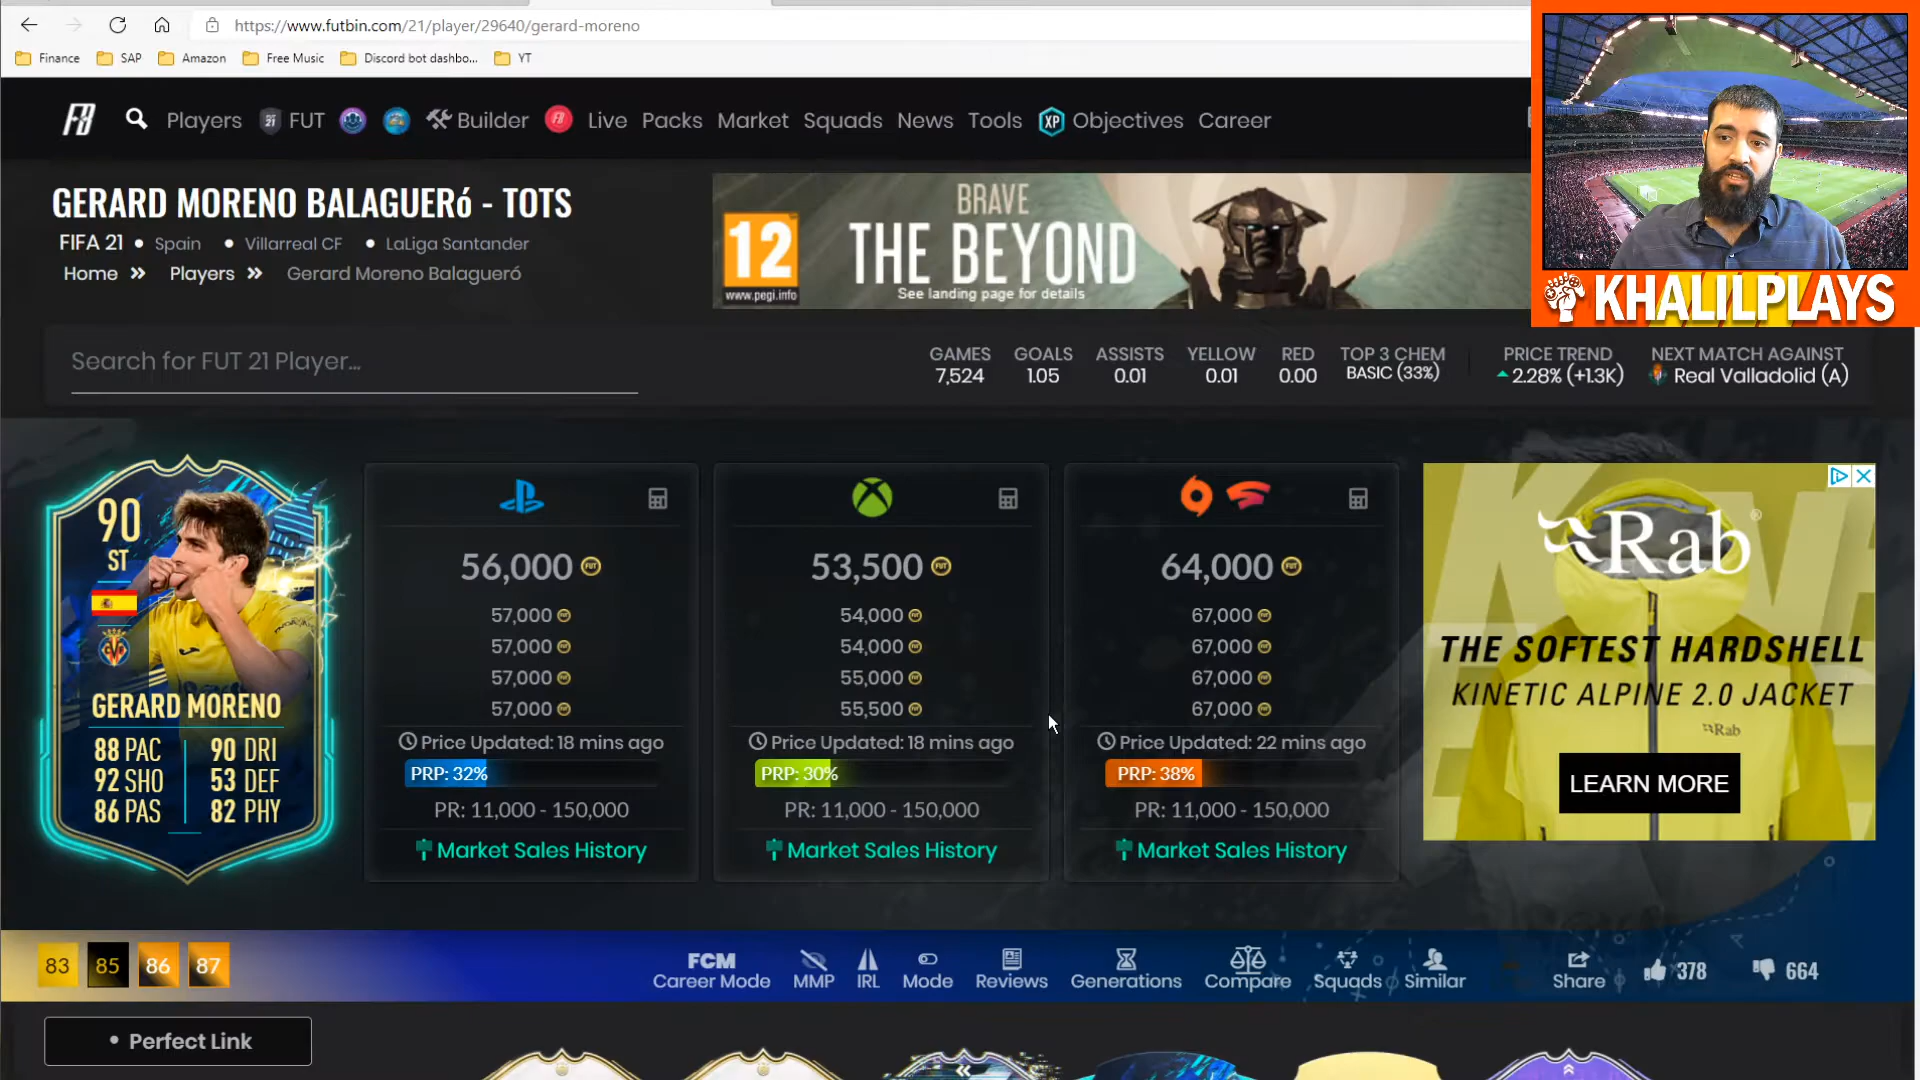 https://www.futbin.com/21/player/29640/gerard-moreno
Finance SAP Amazon Free Music Discord bot dashbo... YT
FB Players 21 FUT Builder Live Packs Market Squads News Tools XP Objectives Career
GERARD MORENO BALAGUERó - TOTS
FIFA 21 • Spain • Villarreal CF • LaLiga Santander
Home » Players » Gerard Moreno Balagueró
12
www.pegi.info
BRAVE
THE BEYOND
See landing page for details
KHALILPLAYS
Search for FUT 21 Player...
GAMES GOALS ASSISTS YELLOW RED TOP 3 CHEM PRICE TREND NEXT MATCH AGAINST
7,524 1.05 0.01 0.01 0.00 BASIC (33%) 2.28% (+1.3K) Real Valladolid (A)
90
ST
GERARD MORENO
88 PAC 90 DRI
92 SHO 53 DEF
86 PAS 82 PHY
56,000
57,000
57,000
57,000
57,000
Price Updated: 18 mins ago
PRP: 32%
PR: 11,000 - 150,000
Market Sales History
53,500
54,000
54,000
55,000
55,500
Price Updated: 18 mins ago
PRP: 30%
PR: 11,000 - 150,000
Market Sales History
64,000
67,000
67,000
67,000
67,000
Price Updated: 22 mins ago
PRP: 38%
PR: 11,000 - 150,000
Market Sales History
Rab
THE SOFTEST HARDSHELL
KINETIC ALPINE 2.0 JACKET
Rab
LEARN MORE
83 85 86 87
FCM
Career Mode MMP IRL Mode Reviews Generations Compare Squads Similar Share 378 664
• Perfect Link